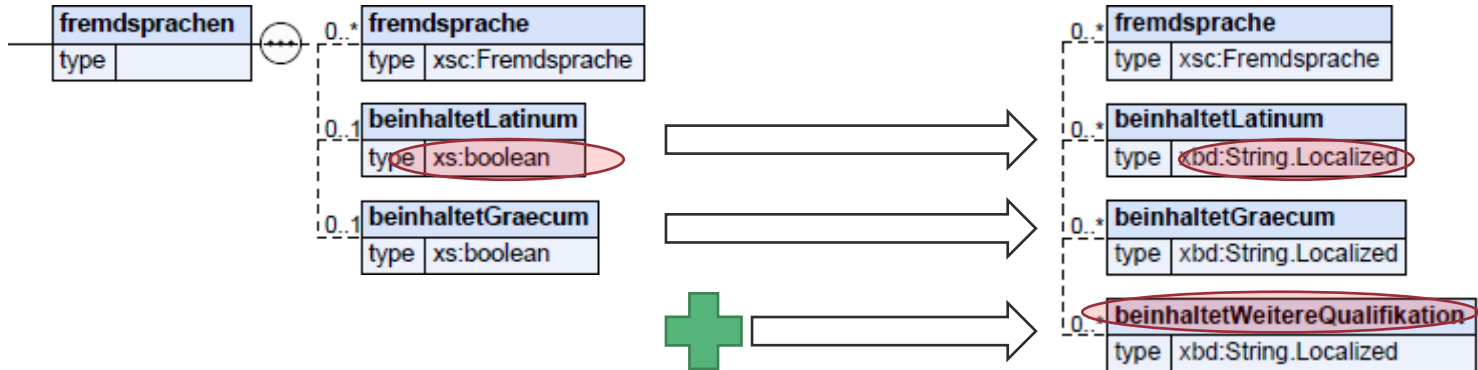 fremdsprachen
type
0..* fremdsprache
type xsc:Fremdsprache
0..1 beinhaltetLatinum
type xs:boolean
0..1 beinhaltetGraecum
type xs:boolean
0..* fremdsprache
type xsc:Fremdsprache
0..* beinhaltetLatinum
type xbd:String.Localized
0..* beinhaltetGraecum
type xbd:String.Localized
0..* beinhaltetWeitereQualifikation
type xbd:String.Localized